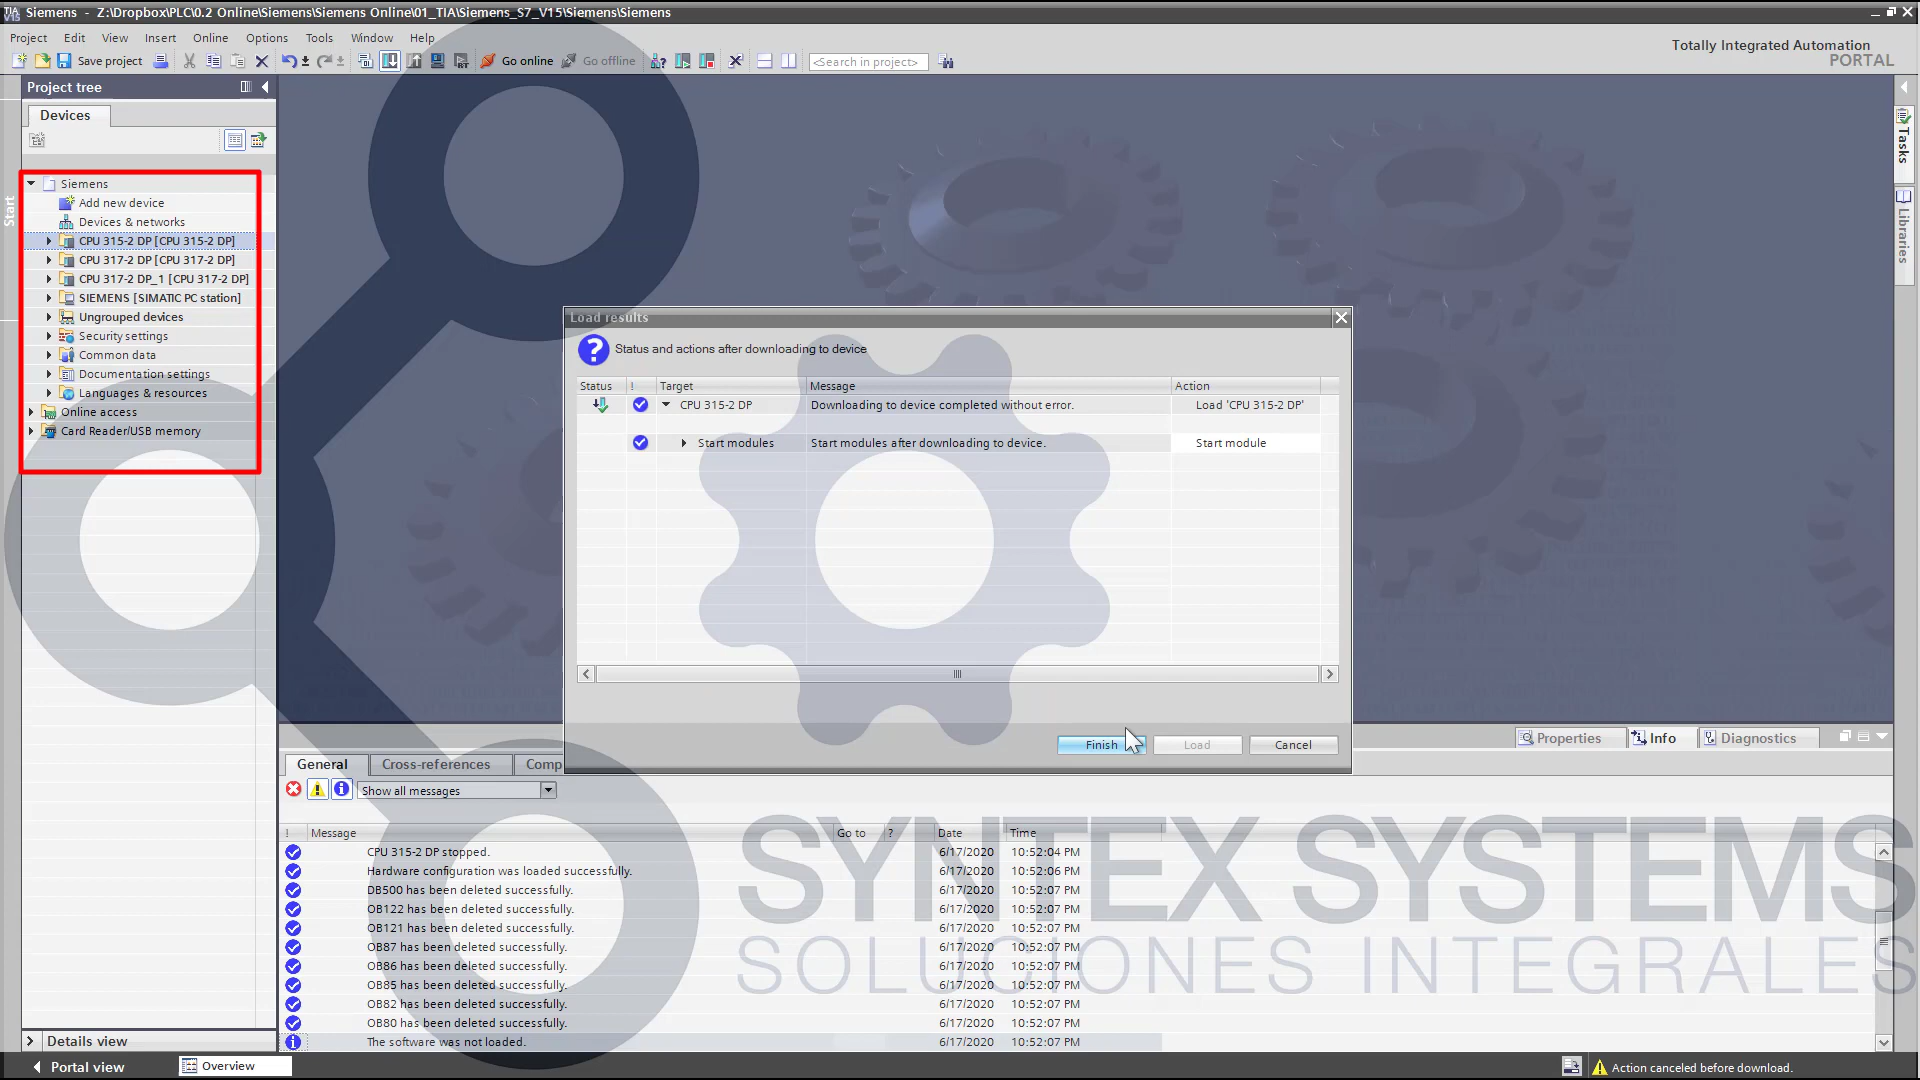 Siemens - Z:\Dropbox\PLC\0.2 Online\Siemens\Siemens Online\01_TIA\Siemens_S7_V15\Siemens\Siemens
Project Edit View Insert Online Options Tools Window Help
Totally Integrated Automation
PORTAL
Save project
Go online
Go offline
<Search in project>
Project tree
Devices
Start
Siemens
Add new device
Devices & networks
CPU 315-2 DP [CPU 315-2 DP]
CPU 317-2 DP [CPU 317-2 DP]
CPU 317-2 DP_1 [CPU 317-2 DP]
SIEMENS [SIMATIC PC station]
Ungrouped devices
Security settings
Common data
Documentation settings
Languages & resources
Online access
Card Reader/USB memory
Tasks
Libraries
Load results
Status and actions after downloading to device
Status ! Target Message Action
CPU 315-2 DP Downloading to device completed without error. Load 'CPU 315-2 DP'
Start modules Start modules after downloading to device. Start module
Finish Load Cancel
Properties Info Diagnostics
General Cross-references Comp
Show all messages
! Message Go to ? Date Time
CPU 315-2 DP stopped. 6/17/2020 10:52:04 PM
Hardware configuration was loaded successfully. 6/17/2020 10:52:06 PM
DB500 has been deleted successfully. 6/17/2020 10:52:07 PM
OB122 has been deleted successfully. 6/17/2020 10:52:07 PM
OB121 has been deleted successfully. 6/17/2020 10:52:07 PM
OB87 has been deleted successfully. 6/17/2020 10:52:07 PM
OB86 has been deleted successfully. 6/17/2020 10:52:07 PM
OB85 has been deleted successfully. 6/17/2020 10:52:07 PM
OB82 has been deleted successfully. 6/17/2020 10:52:07 PM
OB80 has been deleted successfully. 6/17/2020 10:52:07 PM
The software was not loaded. 6/17/2020 10:52:07 PM
SYNTEX SYSTEMS
SOLUCIONES INTEGRALES
Details view
Portal view
Overview
Action canceled before download.